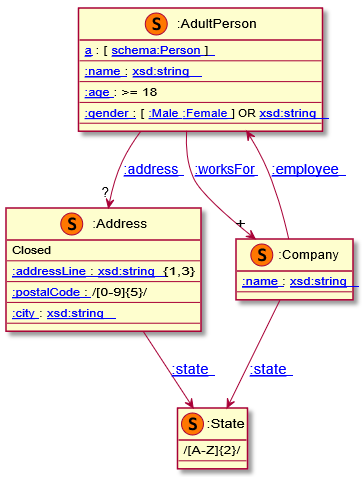 S :AdultPerson
a : [ schema:Person ]
:name : xsd:string
:age : >= 18
:gender : [ :Male :Female ] OR xsd:string
:address
:worksFor
:employee
?
+
S :Address
Closed
:addressLine : xsd:string {1,3}
:postalCode : /[0-9]{5}/
:city : xsd:string
S :Company
:name : xsd:string
:state
:state
S :State
/[A-Z]{2}/